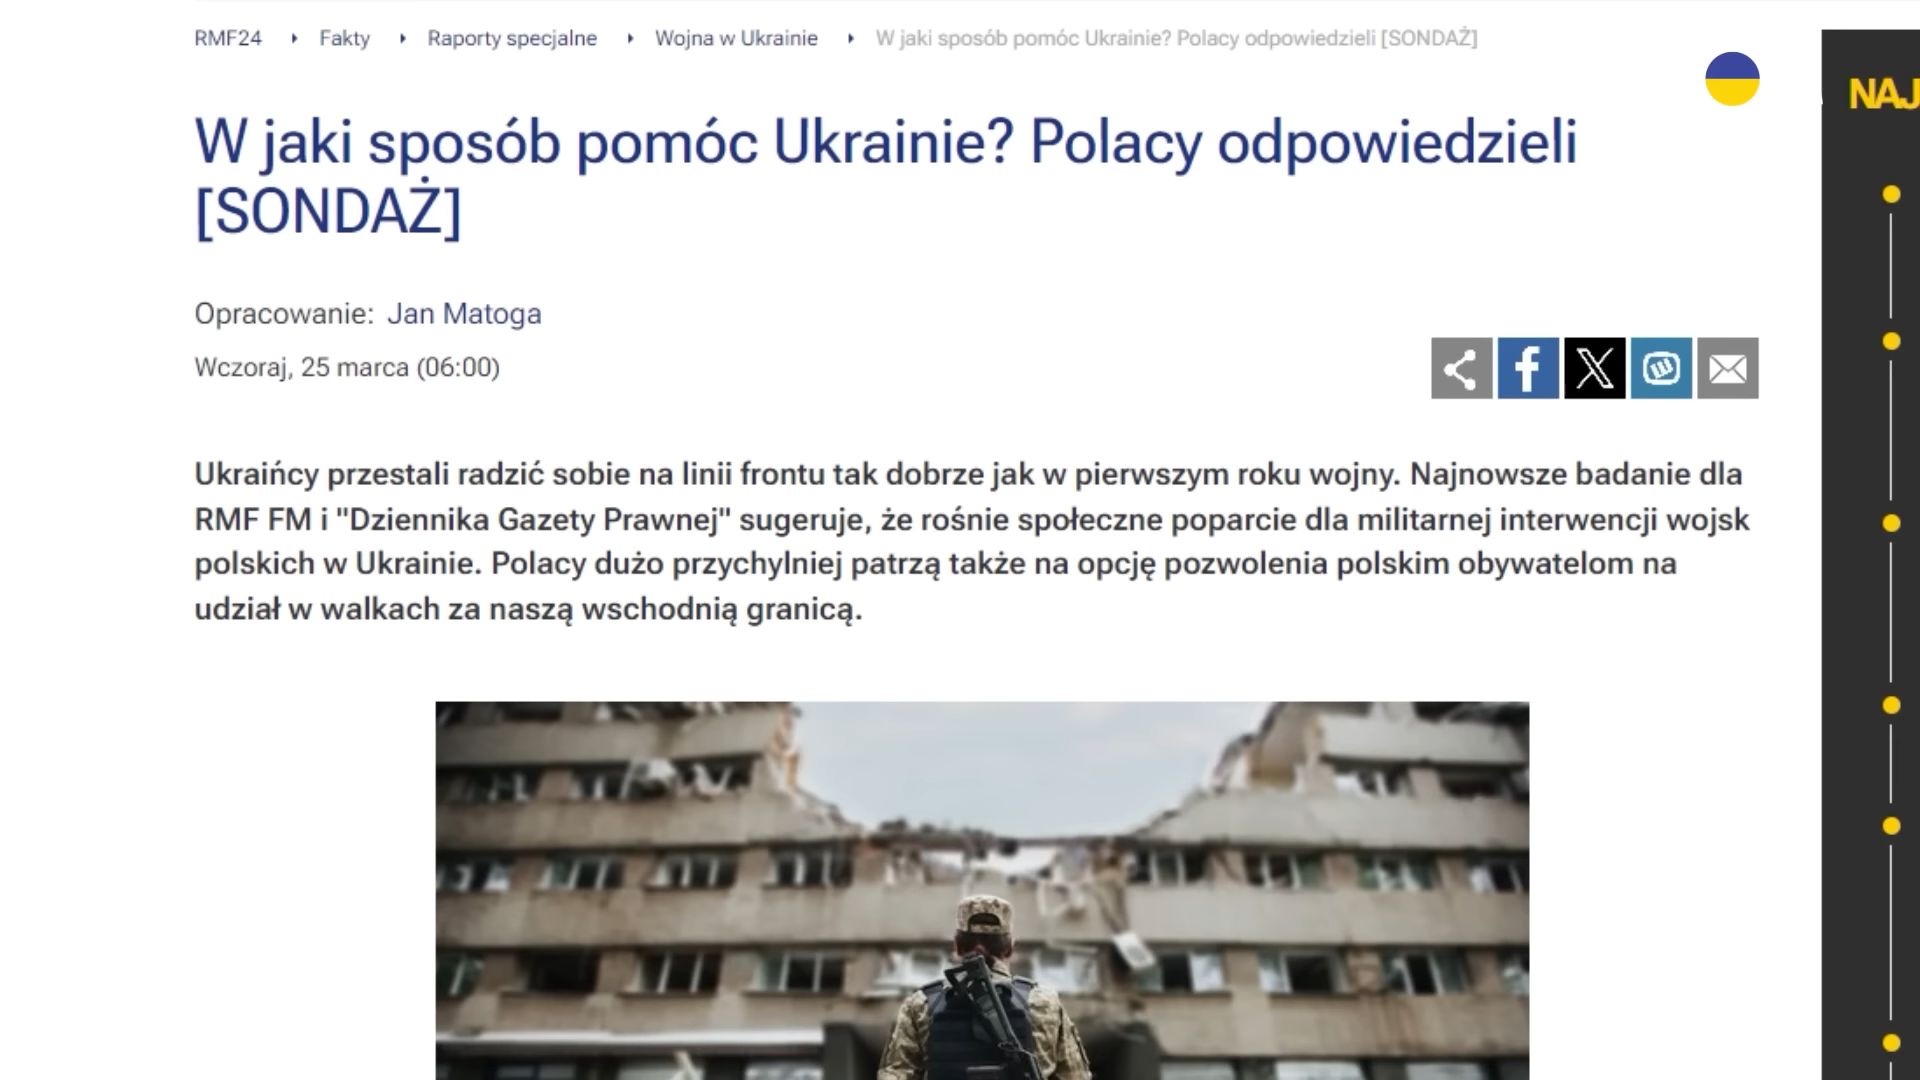 RMF24 Fakty Raporty specjalne Wojna w Ukrainie W jaki sposób pomóc Ukrainie? Polacy odpowiedzieli [SONDAŻ]
W jaki sposób pomóc Ukrainie? Polacy odpowiedzieli
[SONDAŻ]
Opracowanie: Jan Matoga
Wczoraj, 25 marca (06:00)
Ukraińcy przestali radzić sobie na linii frontu tak dobrze jak w pierwszym roku wojny. Najnowsze badanie dla
RMF FM i "Dziennika Gazety Prawnej" sugeruje, że rośnie społeczne poparcie dla militarnej interwencji wojsk
polskich w Ukrainie. Polacy dużo przychylniej patrzą także na opcję pozwolenia polskim obywatelom na
udział w walkach za naszą wschodnią granicą.
NAJ